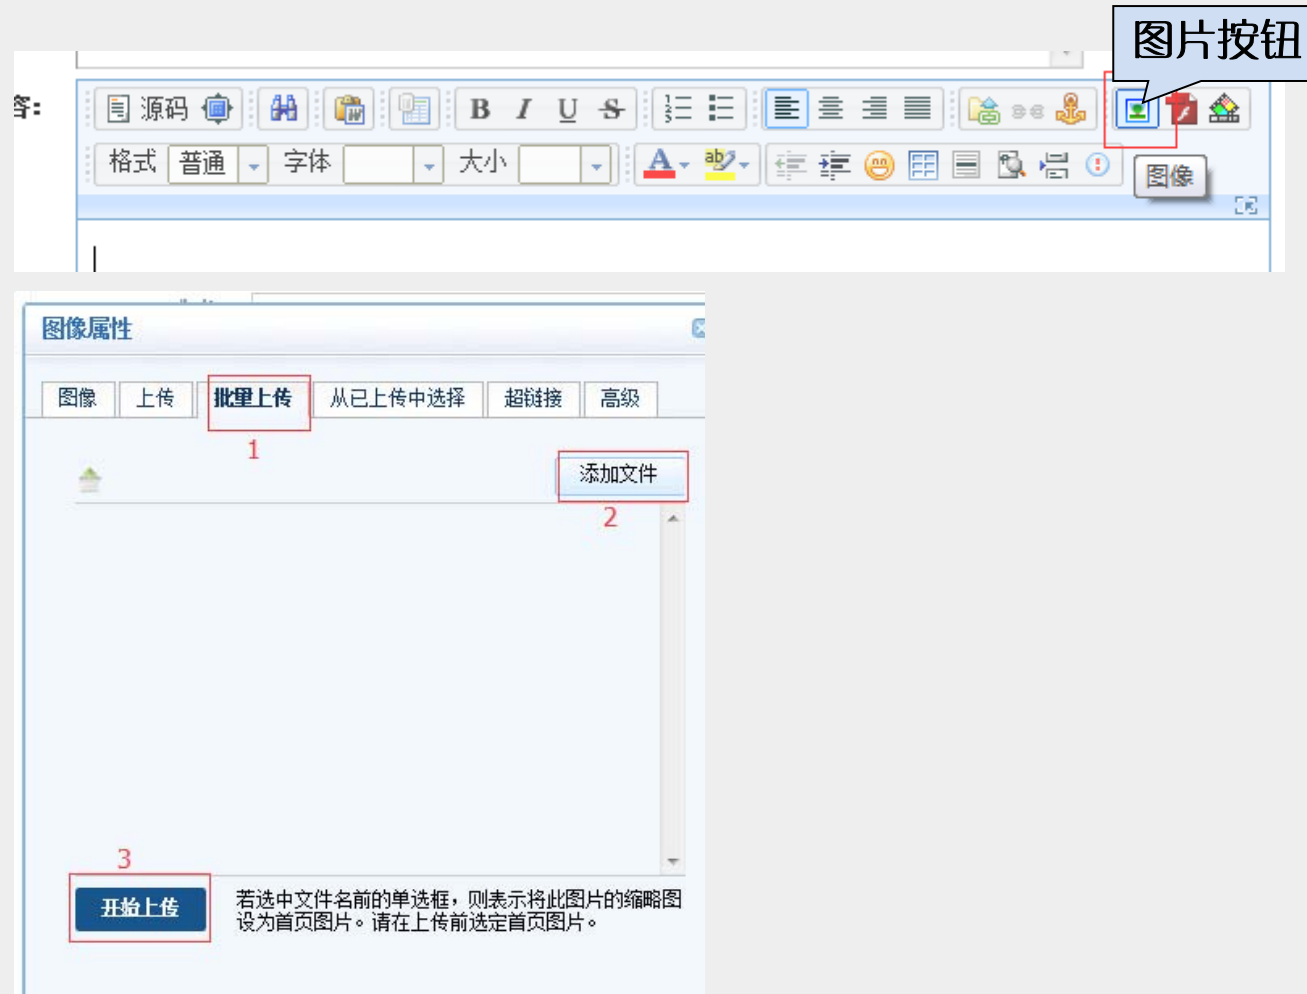 图片按钮
容:
源码
B I U S
格式 普通 字体 大小 A ab
图像
图像属性
图像 上传 批量上传 从已上传中选择 超链接 高级
1
添加文件
2
3
开始上传
若选中文件名前的单选框，则表示将此图片的缩略图
设为首页图片。请在上传前选定首页图片。